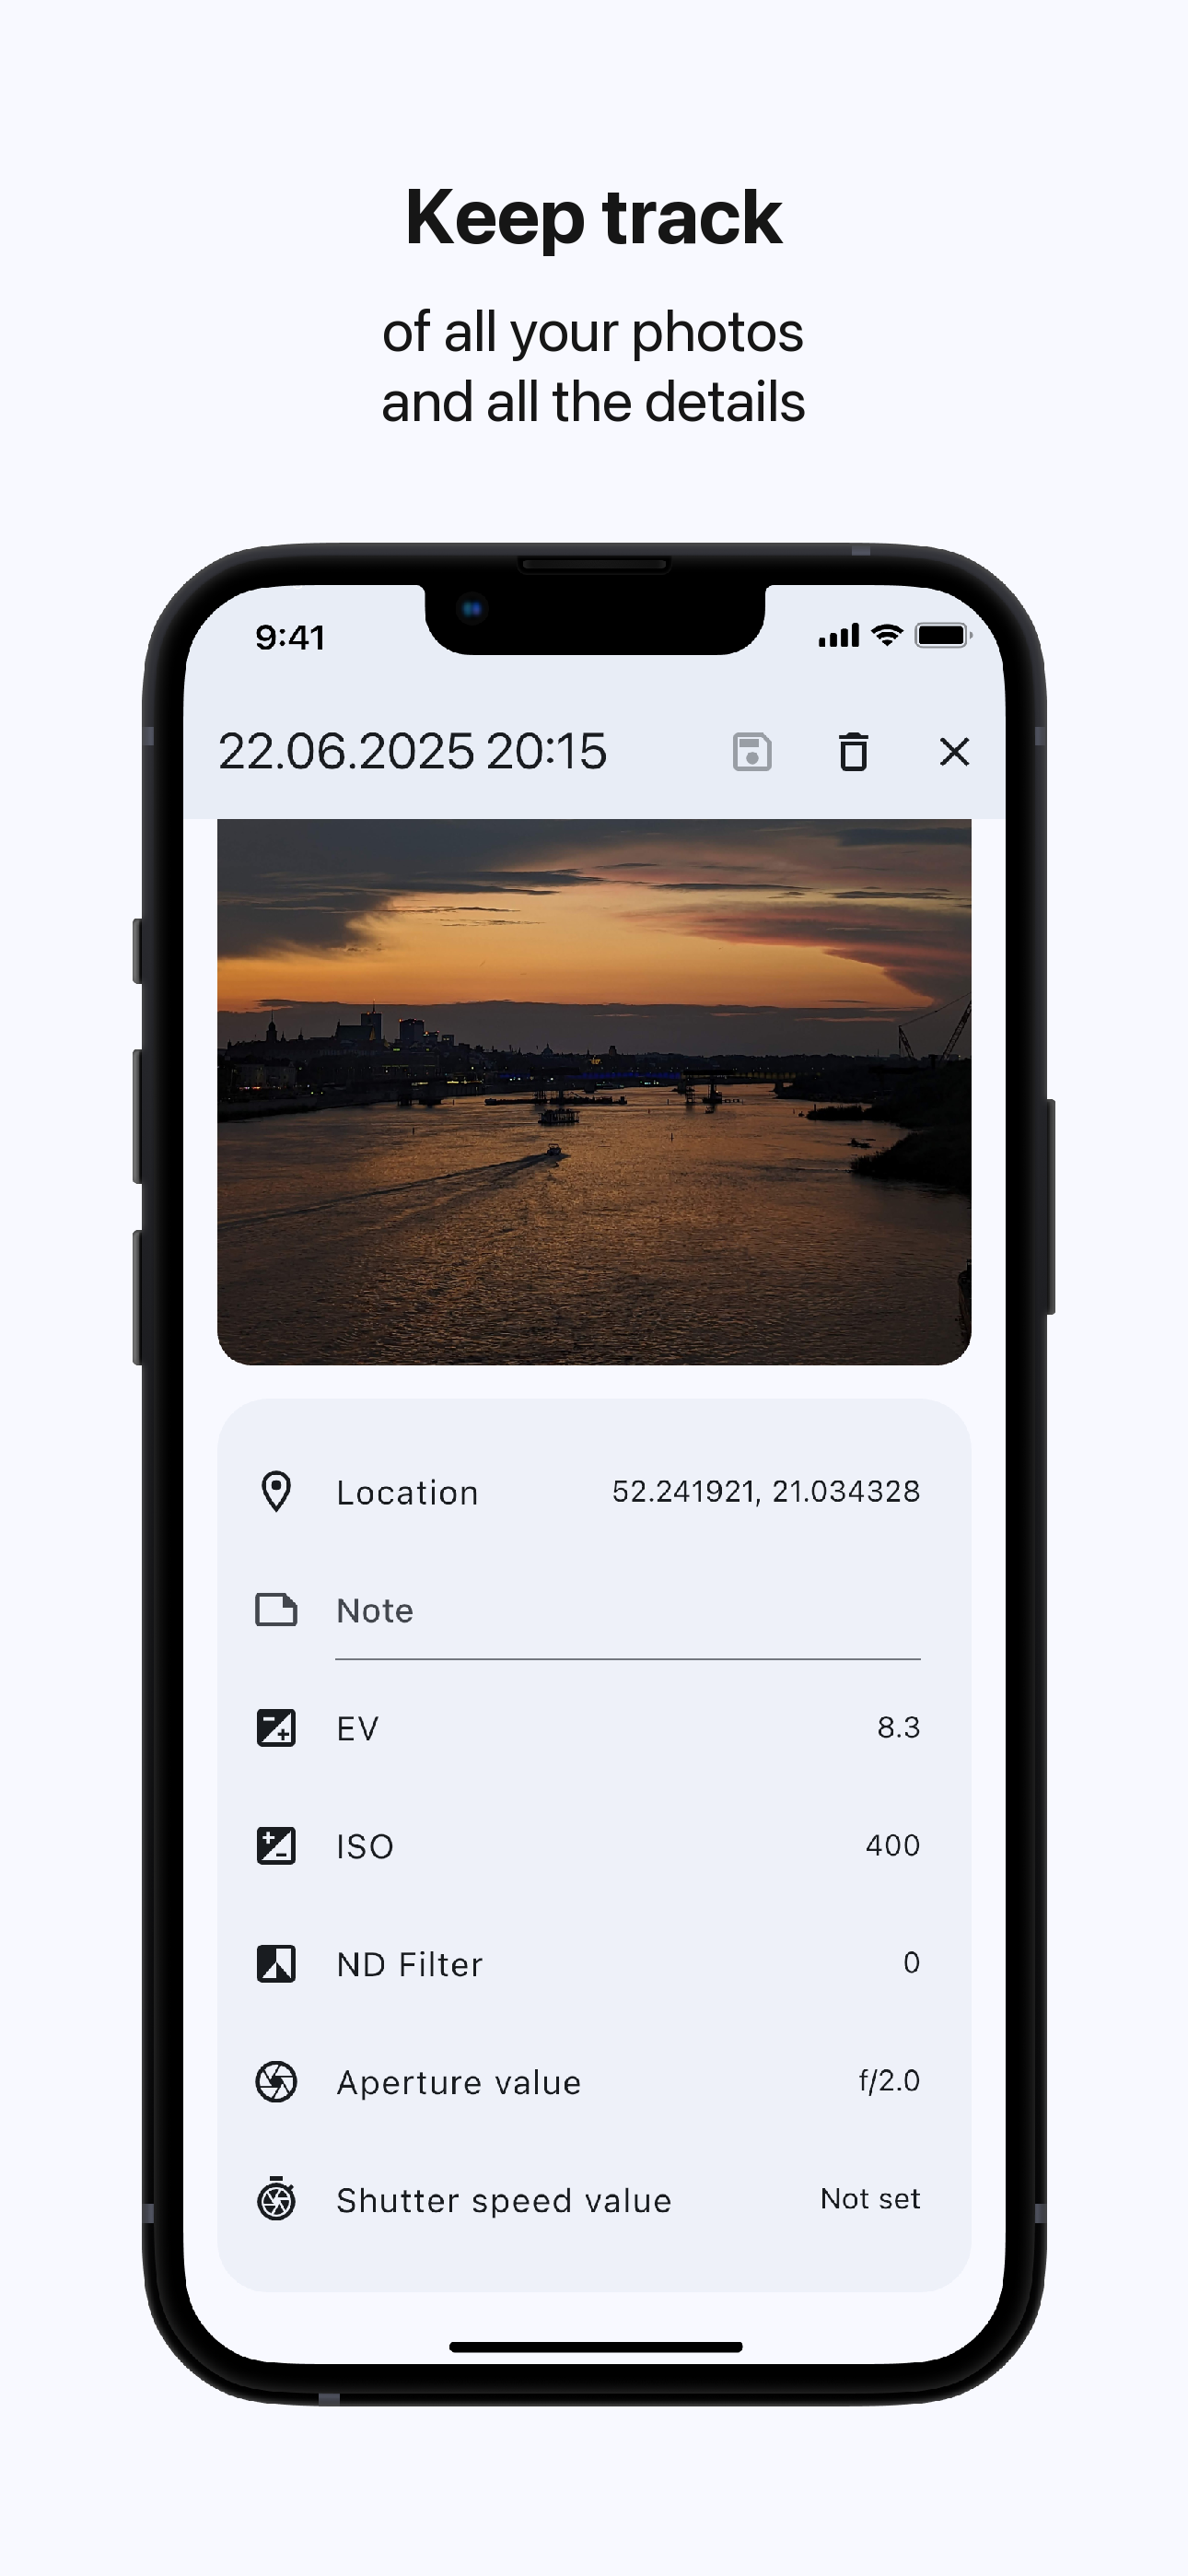 Keep track
of all your photos
and all the details
9:41
22.06.2025 20:15
Location 52.241921, 21.034328
Note
EV 8.3
ISO 400
ND Filter 0
Aperture value f/2.0
Shutter speed value Not set